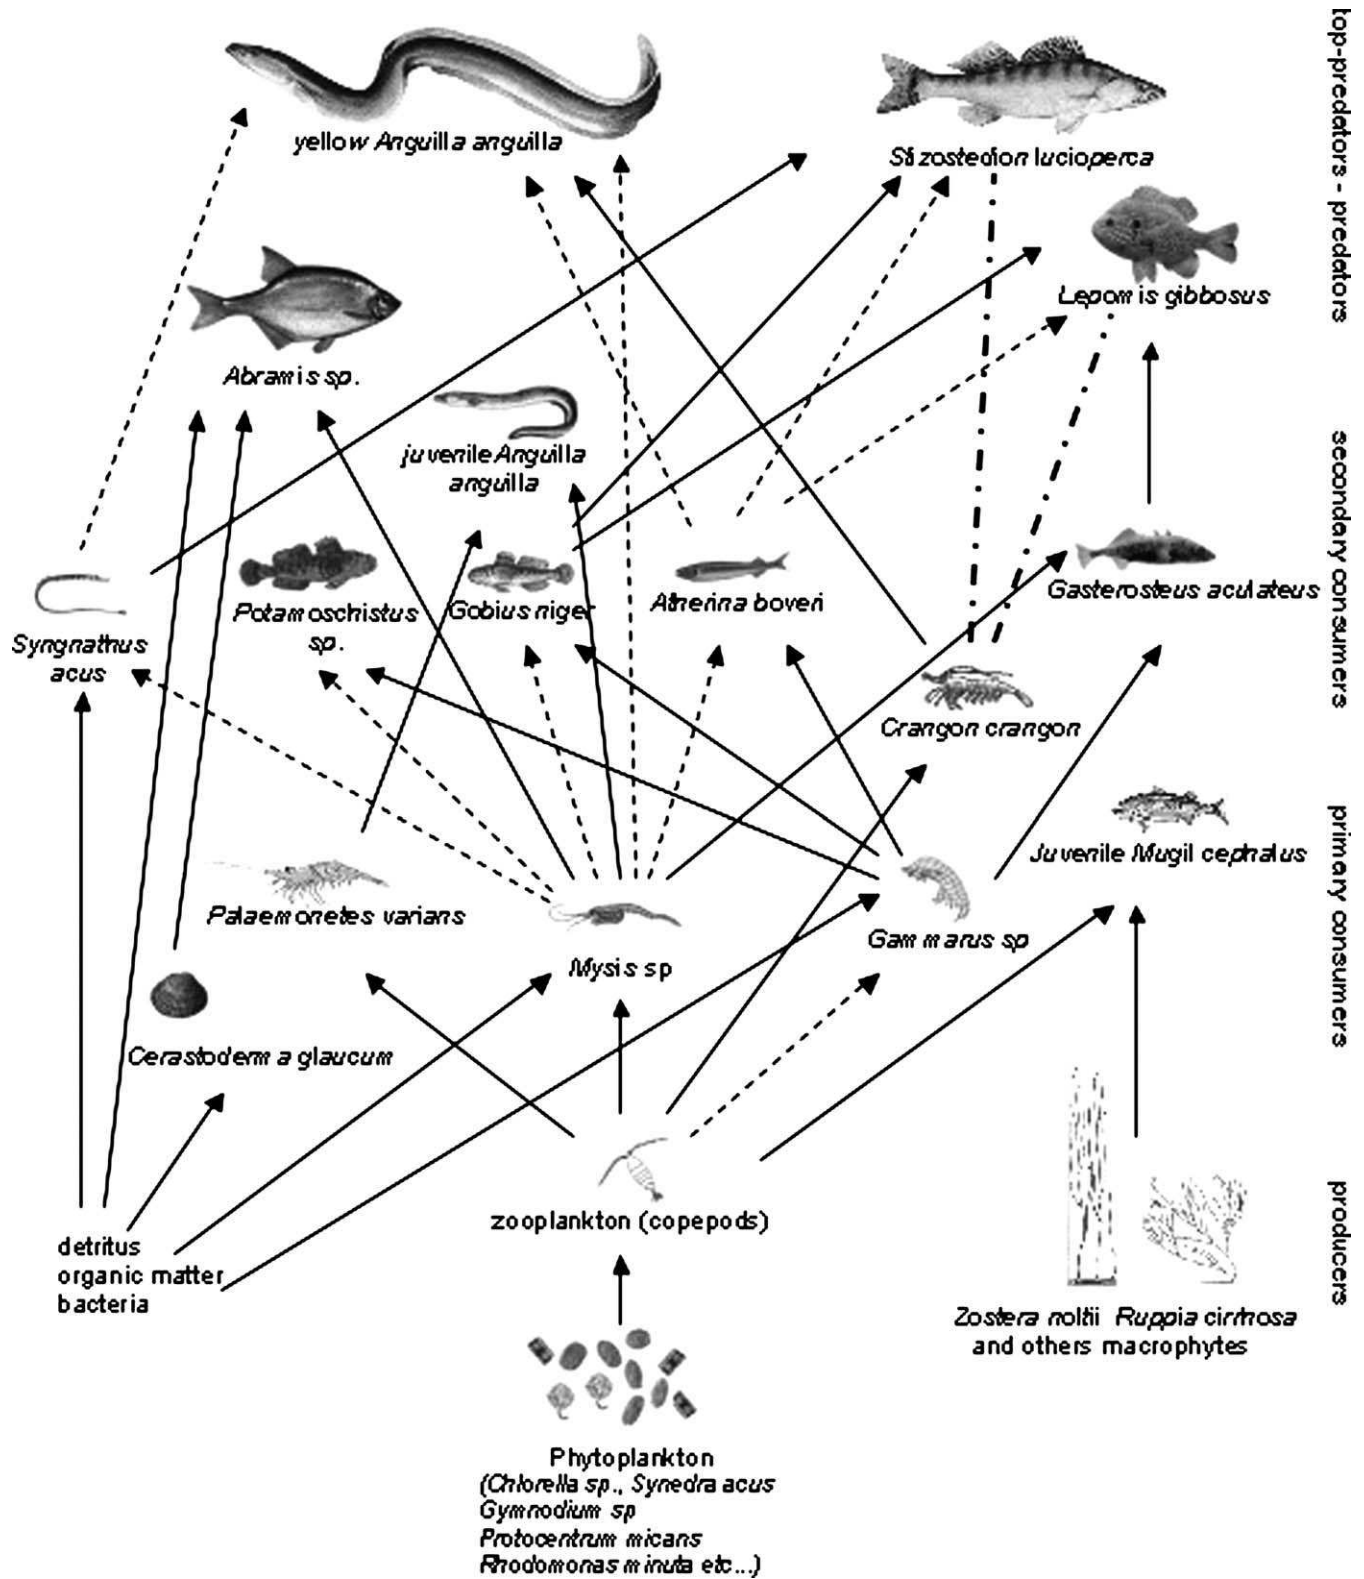 top-predators - predators
yellow Anguilla anguilla
Stizostedion lucioperca
Lepomis gibbosus
Abramis sp.
juvenile Anguilla
anguilla
secondary consumers
Potamoschistus
sp.
Gobius niger
Atherina boveri
Gasterosteus aculateus
Syngnathus
acus
Crangon crangon
primary consumers
Juvenile Mugil cephalus
Palaemonetes varians
Gammarus sp
Mysis sp
Cerastoderma glaucum
producers
zooplankton (copepods)
detritus
organic matter
bacteria
Zostera noltii Ruppia cirrhosa
and others macrophytes
Phytoplankton
(Chlorella sp., Synedra acus
Gymnodium sp
Protocentrum micans
Rhodomonas minuta etc...)